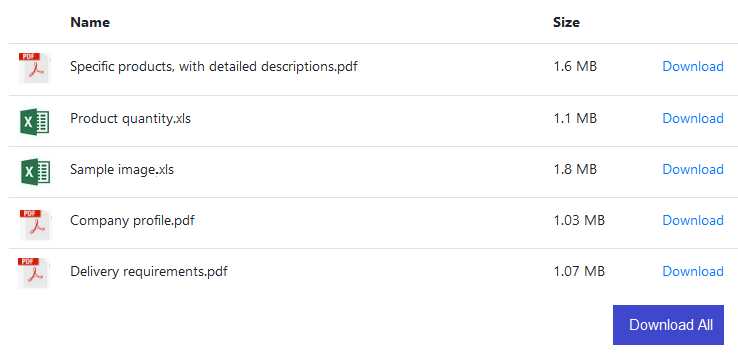 Name Size
PDF Specific products, with detailed descriptions.pdf 1.6 MB Download
X Product quantity.xls 1.1 MB Download
X Sample image.xls 1.8 MB Download
PDF Company profile.pdf 1.03 MB Download
PDF Delivery requirements.pdf 1.07 MB Download
Download All